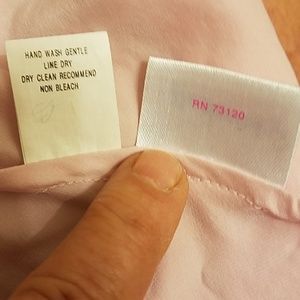 HAND WASH GENTLE
LINE DRY
DRY CLEAN RECOMMEND
NON BLEACH
RN 73120